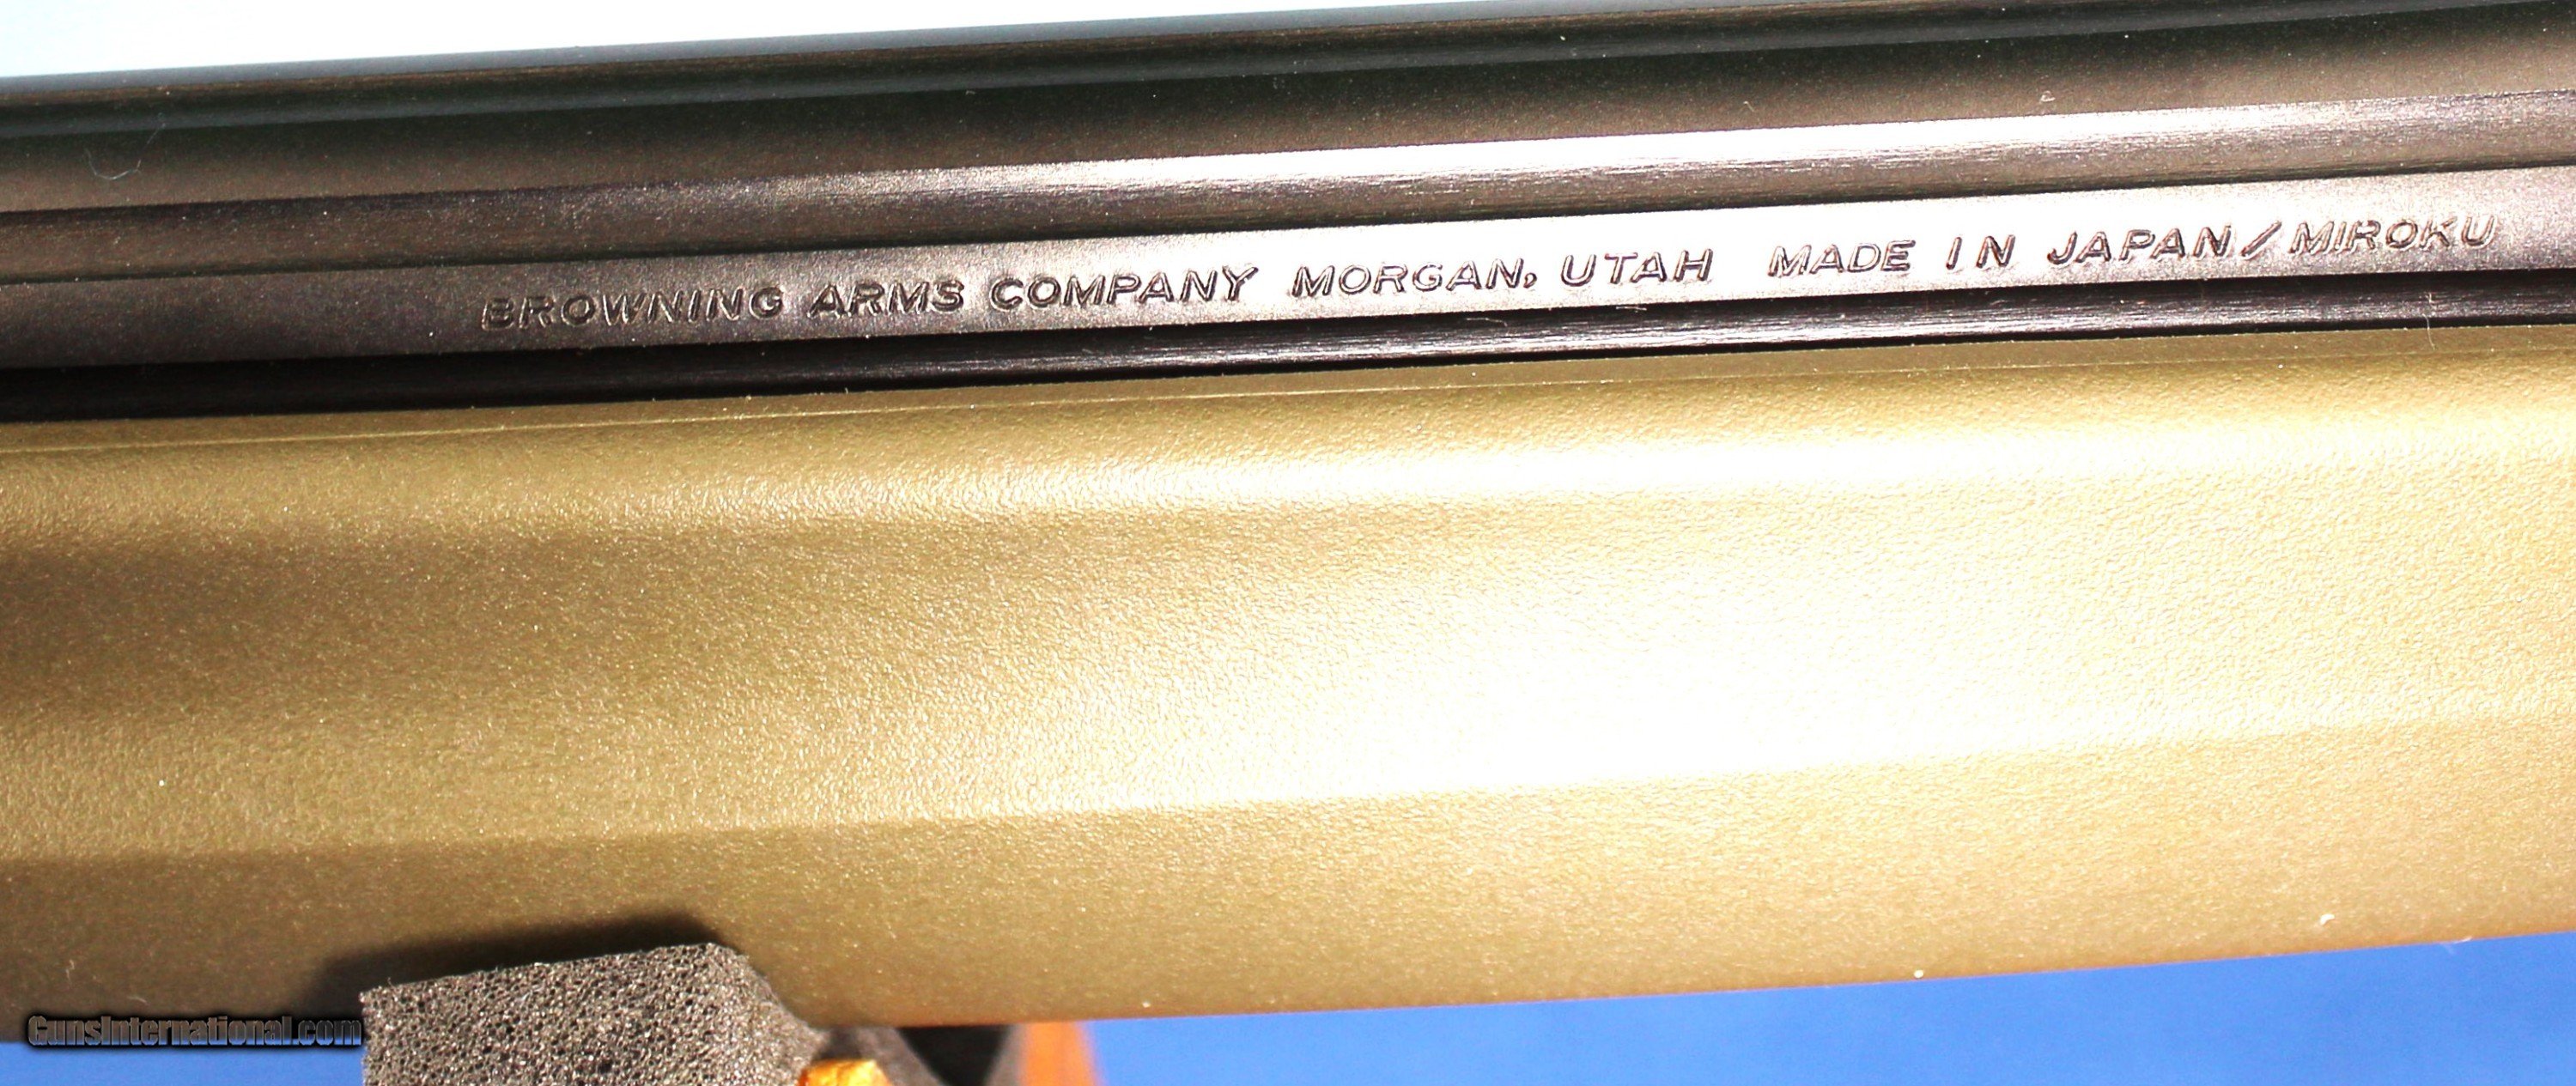 BROWNING ARMS COMPANY MORGAN, UTAH MADE IN JAPAN/MIROKU
GunsInternational.com